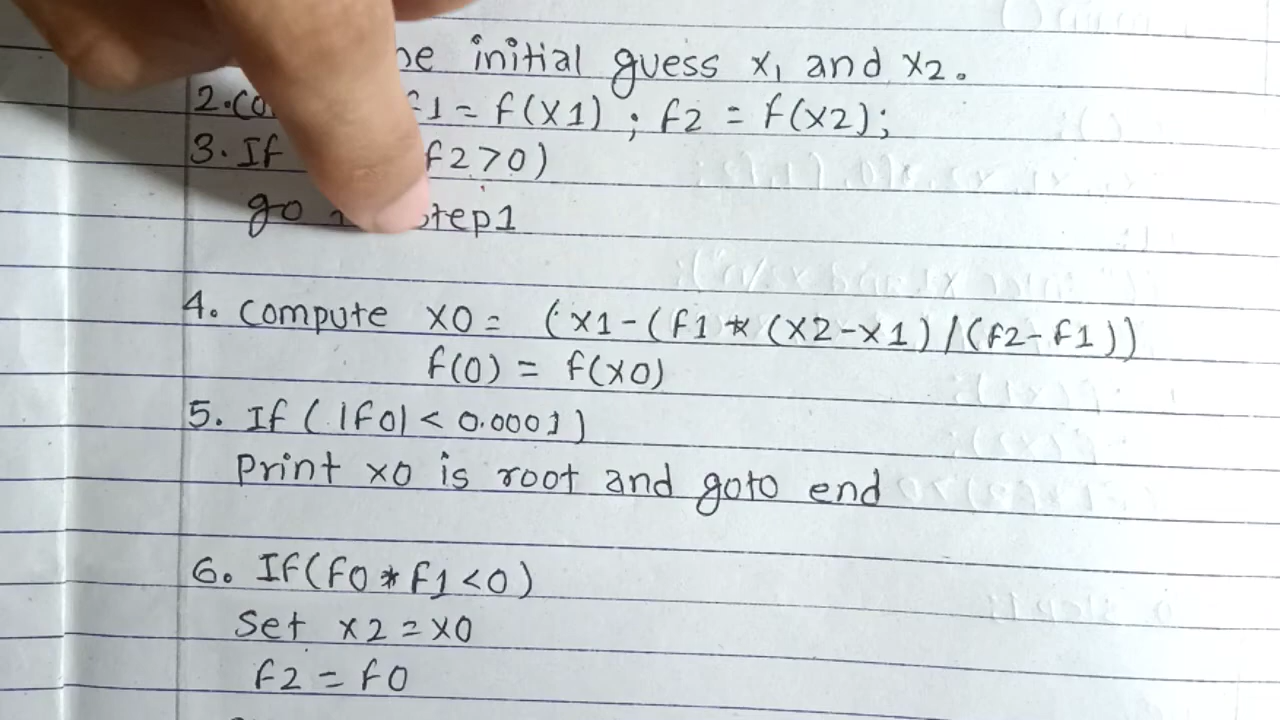 initial guess x1 and x2.
2. f1 = f(x1) ; f2 = f(x2);
3. If f2>0)
go step1
4. compute x0 = (x1-(f1*(x2-x1)/(f2-f1))
f(0) = f(x0)
5. If (|f0|< 0.0001)
Print x0 is root and goto end
6. If(f0*f1<0)
Set x2=x0
f2 = f0